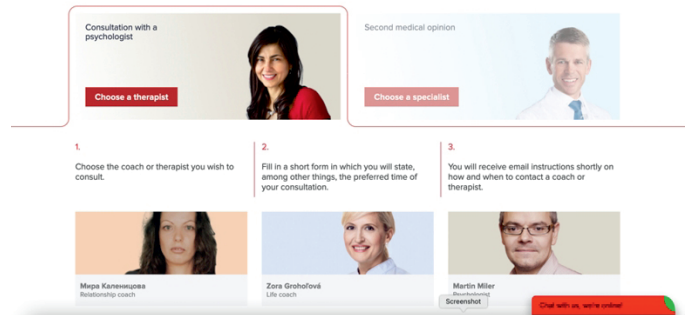 Consultation with a
psychologist
Choose a therapist
Second medical opinion
Choose a specialist
1.
Choose the coach or therapist you wish to
consult.
2.
Fill in a short form in which you will state,
among other things, the preferred time of
your consultation.
3.
You will receive email instructions shortly on
how and when to contact a coach or
therapist.
Мира Каленицова
Relationship coach
Zora Grohoľová
Life coach
Martin Miler
Psychologist
Screenshot
Chat with us, we're online!